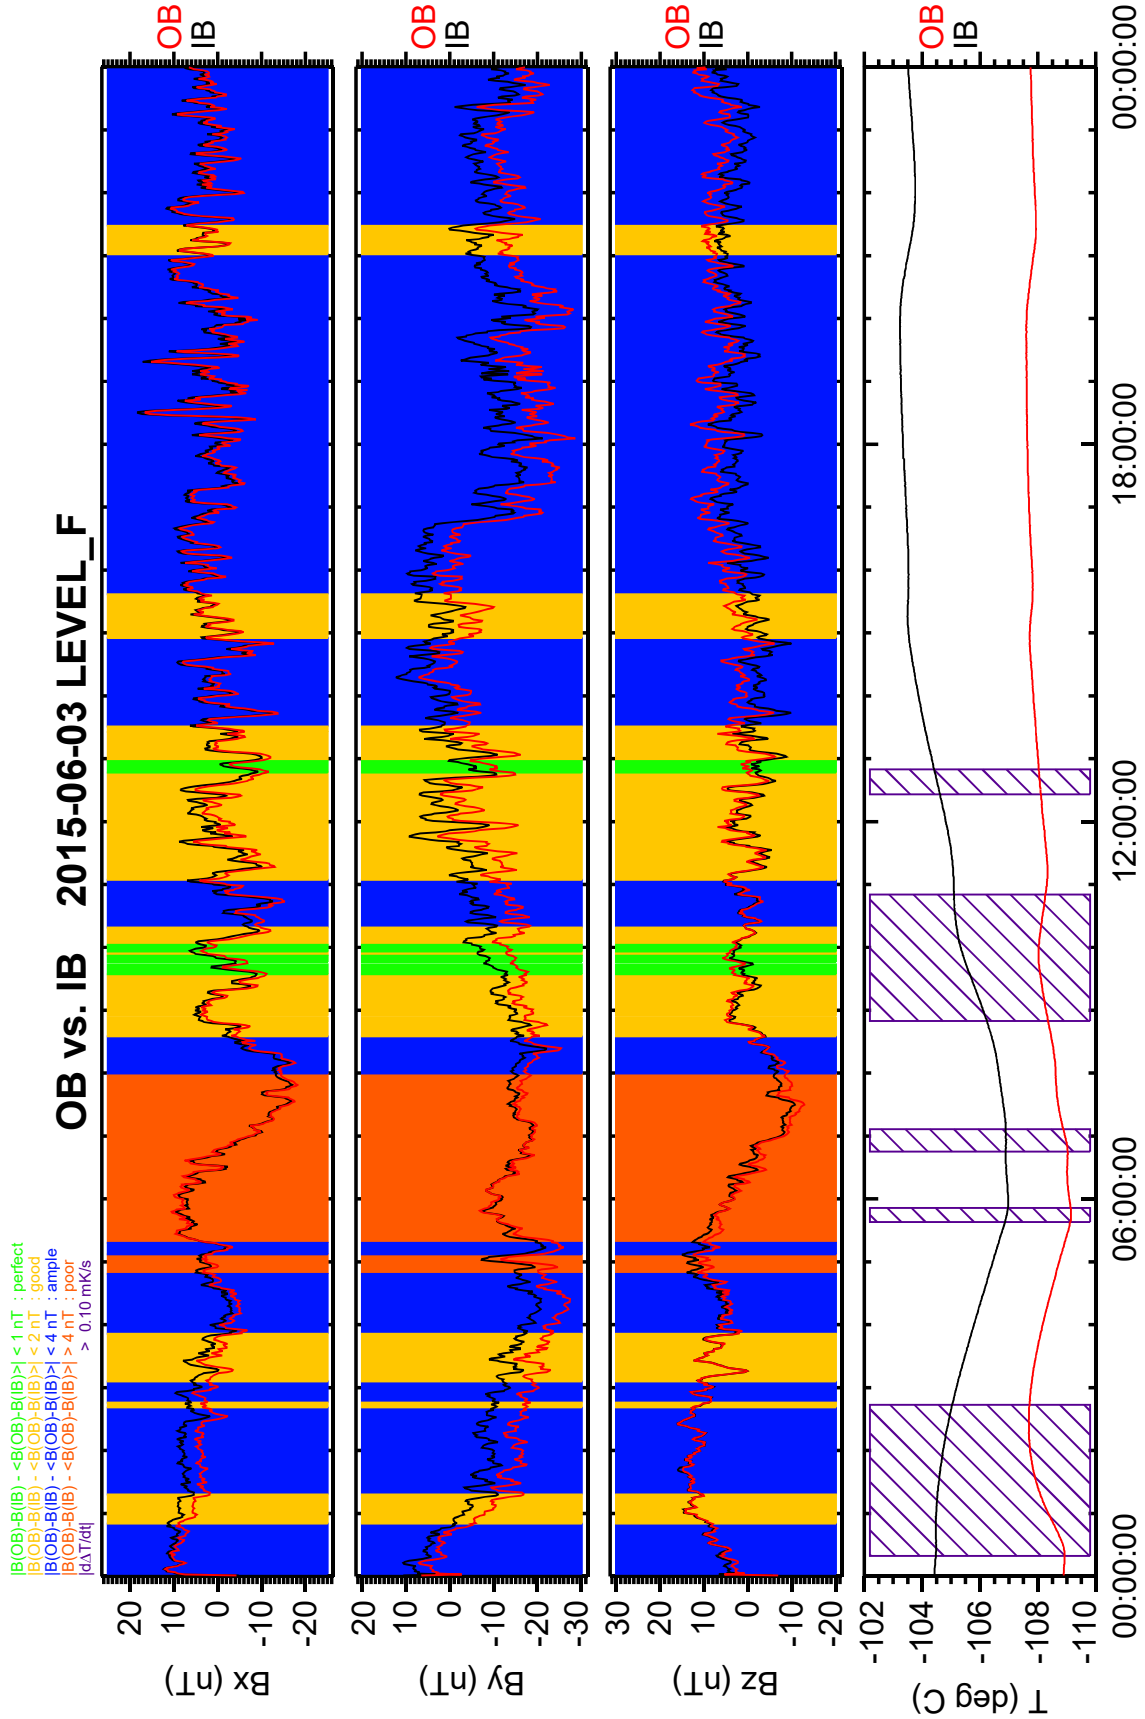 OB vs. IB 2015-06-03 LEVEL_F
|B(OB)-B(IB) - <B(OB)-B(IB)>| < 1 nT : perfect
|B(OB)-B(IB) - <B(OB)-B(IB)>| < 2 nT : good
|B(OB)-B(IB) - <B(OB)-B(IB)>| < 4 nT : ample
|B(OB)-B(IB) - <B(OB)-B(IB)>| > 4 nT : poor
|dΔT/dt| > 0.10 mK/s
Bx (nT)
20
10
0
-10
-20
OB
IB
By (nT)
20
10
0
-10
-20
-30
OB
IB
Bz (nT)
30
20
10
0
-10
-20
OB
IB
T (deg C)
-102
-104
-106
-108
-110
OB
IB
00:00:00
06:00:00
12:00:00
18:00:00
00:00:00